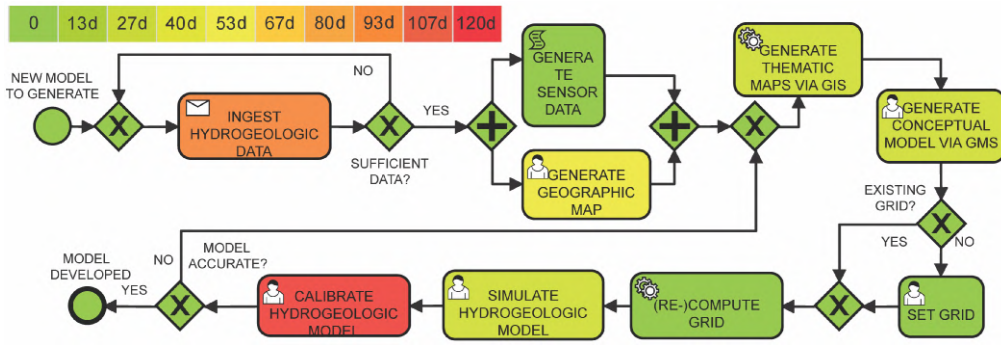 0 13d 27d 40d 53d 67d 80d 93d 107d 120d
NEW MODEL
TO GENERATE
NO
INGEST
HYDROGEOLOGIC
DATA
YES
SUFFICIENT
DATA?
GENERA
TE
SENSOR
DATA
GENERATE
GEOGRAPHIC
MAP
GENERATE
THEMATIC
MAPS VIA GIS
GENERATE
CONCEPTUAL
MODEL VIA GMS
EXISTING
GRID?
YES
NO
SET GRID
(RE-)COMPUTE
GRID
SIMULATE
HYDROGEOLOGIC
MODEL
CALIBRATE
HYDROGEOLOGIC
MODEL
NO
MODEL
ACCURATE?
YES
MODEL
DEVELOPED